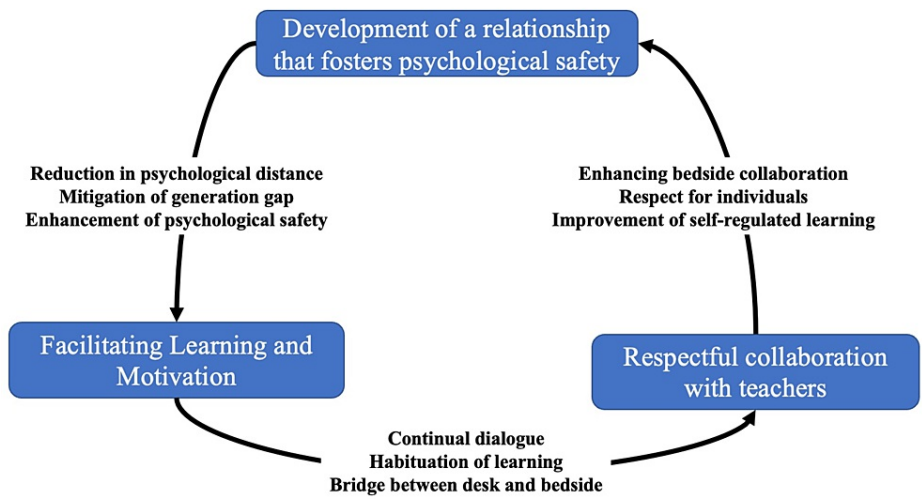 Development of a relationship
that fosters psychological safety
Reduction in psychological distance
Mitigation of generation gap
Enhancement of psychological safety
Enhancing bedside collaboration
Respect for individuals
Improvement of self-regulated learning
Facilitating Learning and
Motivation
Respectful collaboration
with teachers
Continual dialogue
Habituation of learning
Bridge between desk and bedside